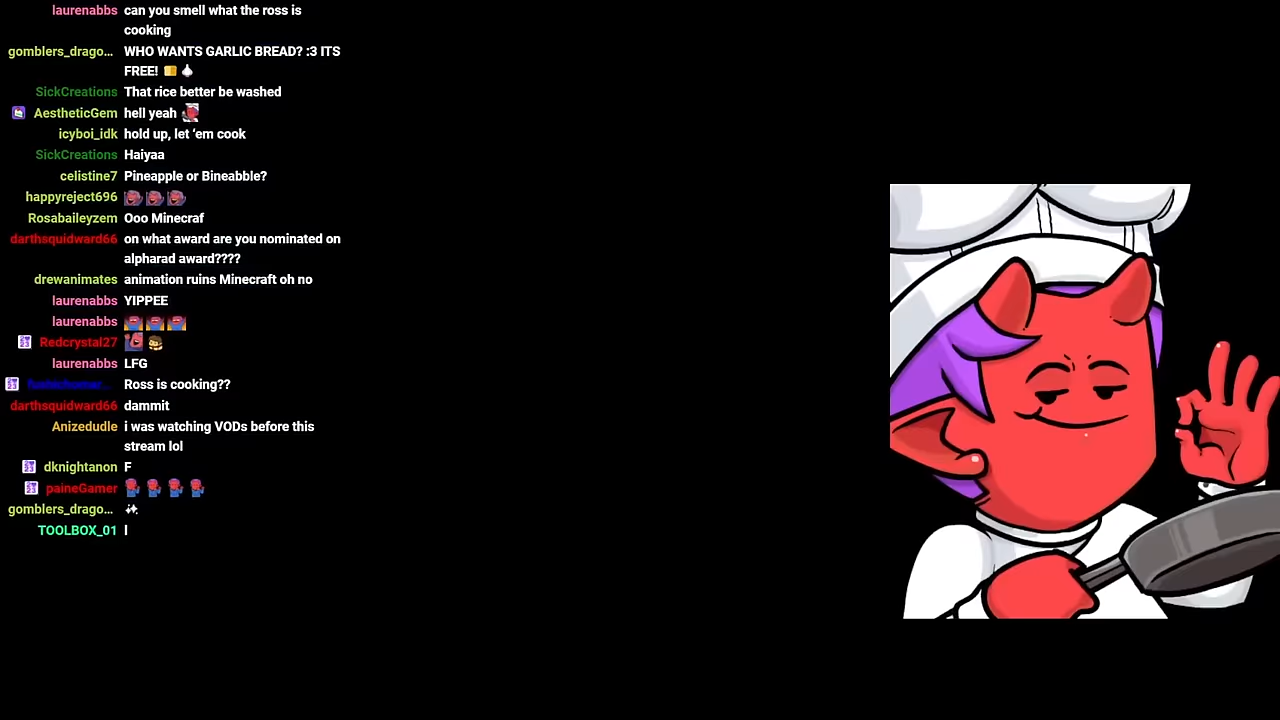 laurenabbs can you smell what the ross is
cooking
gomblers_drago... WHO WANTS GARLIC BREAD? :3 ITS
FREE! 🍞 🧄
SickCreations That rice better be washed
AestheticGem hell yeah
icyboi_idk hold up, let ‘em cook
SickCreations Haiyaa
celistine7 Pineapple or Bineabble?
happyreject696
Rosabaileyzem Ooo Minecraf
darthsquidward66 on what award are you nominated on
alpharad award????
drewanimates animation ruins Minecraft oh no
laurenabbs YIPPEE
laurenabbs
Redcrystal27
laurenabbs LFG
Ross is cooking??
darthsquidward66 dammit
Anizedudle i was watching VODs before this
stream lol
dknightanon F
paineGamer
gomblers_drago... ✨
TOOLBOX_01 I